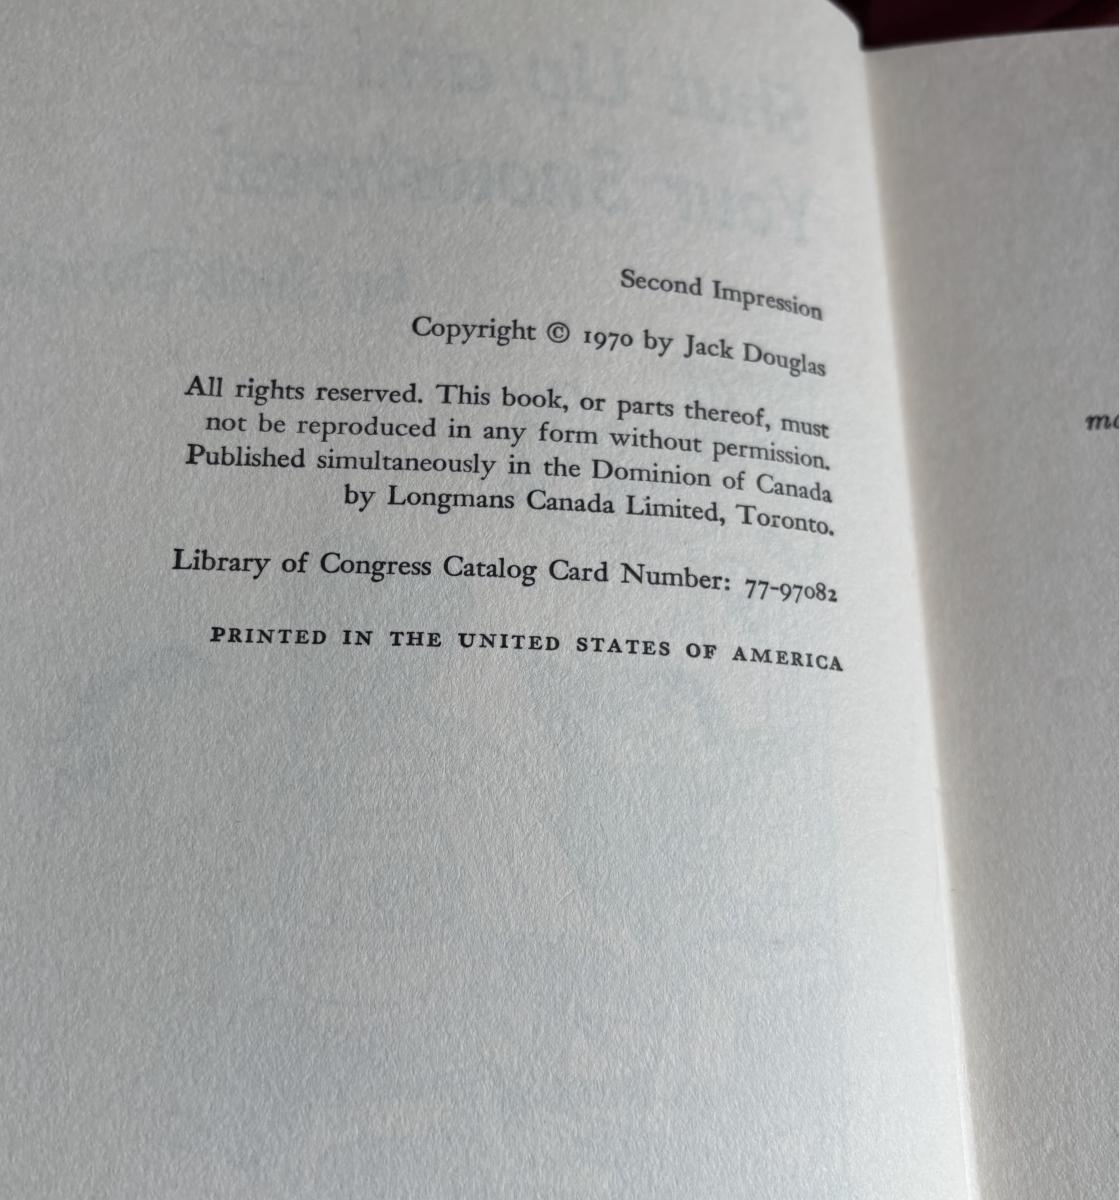 Second Impression
Copyright © 1970 by Jack Douglas
All rights reserved. This book, or parts thereof, must
not be reproduced in any form without permission.
Published simultaneously in the Dominion of Canada
by Longmans Canada Limited, Toronto.
Library of Congress Catalog Card Number: 77-97082
PRINTED IN THE UNITED STATES OF AMERICA